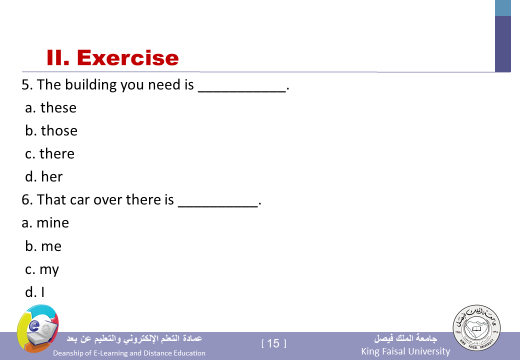 II. Exercise
5. The building you need is ___________.
a. these
b. those
c. there
d. her
6. That car over there is __________.
a. mine
b. me
c. my
d. I
عمادة التعلم الإلكتروني والتعليم عن بعد
Deanship of E-Learning and Distance Education
[ 15 ]
جامعة الملك فيصل
King Faisal University